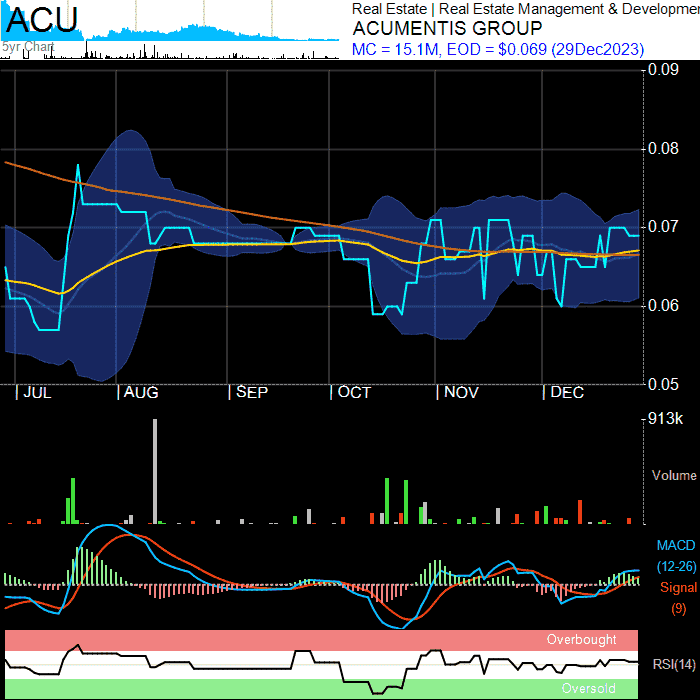 ACU
5yr Chart
Real Estate | Real Estate Management & Developmen
ACUMENTIS GROUP
MC = 15.1M, EOD = $0.069 (29Dec2023)
0.09
0.08
0.07
0.06
0.05
JUL AUG SEP OCT NOV DEC
913k
Volume
MACD
(12-26)
Signal
(9)
Overbought
RSI(14)
Oversold